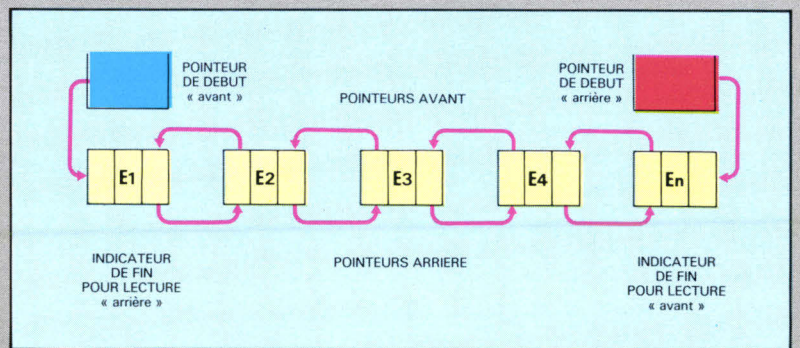 POINTEUR
DE DEBUT
« avant »
POINTEURS AVANT
POINTEUR
DE DEBUT
« arrière »
E1
E2
E3
E4
En
INDICATEUR
DE FIN
POUR LECTURE
« arrière »
POINTEURS ARRIERE
INDICATEUR
DE FIN
POUR LECTURE
« avant »